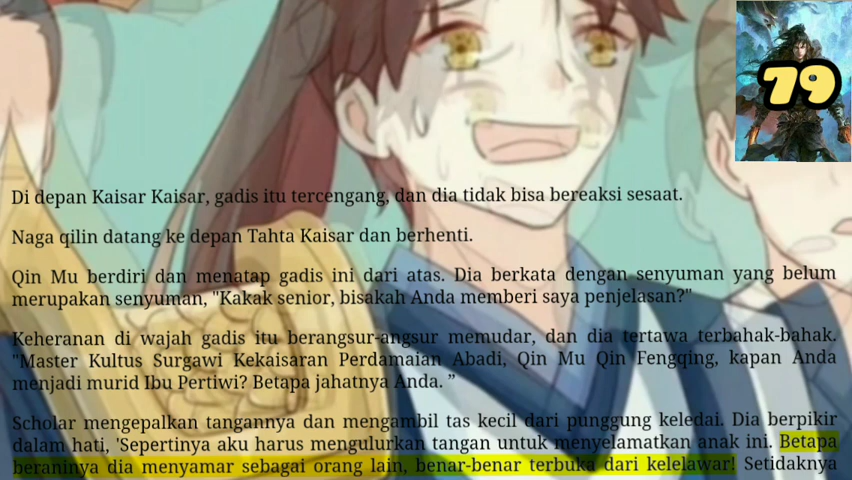 79
Di depan Kaisar Kaisar, gadis itu tercengang, dan dia tidak bisa bereaksi sesaat.
Naga qilin datang ke depan Tahta Kaisar dan berhenti.
Qin Mu berdiri dan menatap gadis ini dari atas. Dia berkata dengan senyuman yang belum
merupakan senyuman, "Kakak senior, bisakah Anda memberi saya penjelasan?"
Keheranan di wajah gadis itu berangsur-angsur memudar, dan dia tertawa terbahak-bahak.
"Master Kultus Surgawi Kekaisaran Perdamaian Abadi, Qin Mu Qin Fengqing, kapan Anda
menjadi murid Ibu Pertiwi? Betapa jahatnya Anda. ”
Scholar mengepalkan tangannya dan mengambil tas kecil dari punggung keledai. Dia berpikir
dalam hati, 'Sepertinya aku harus mengulurkan tangan untuk menyelamatkan anak ini. Betapa
beraninya dia menyamar sebagai orang lain, benar-benar terbuka dari kelelawar! Setidaknya